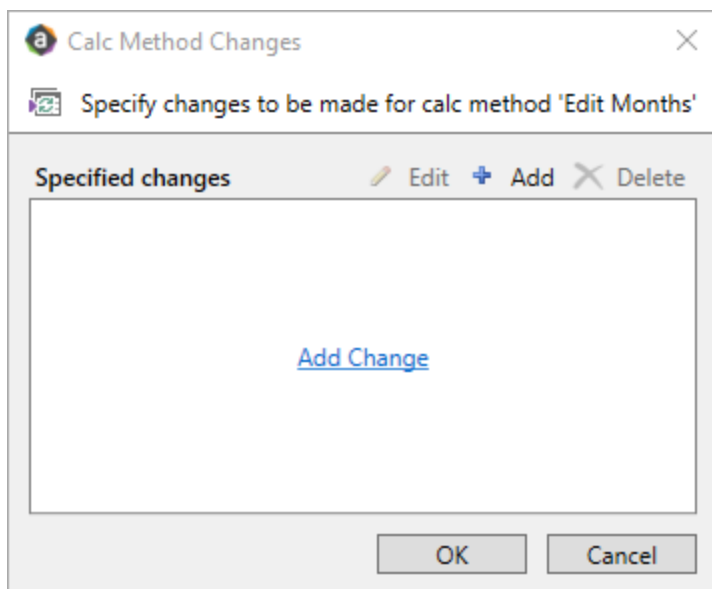 Calc Method Changes
Specify changes to be made for calc method 'Edit Months'
Specified changes Edit Add Delete
Add Change
OK Cancel